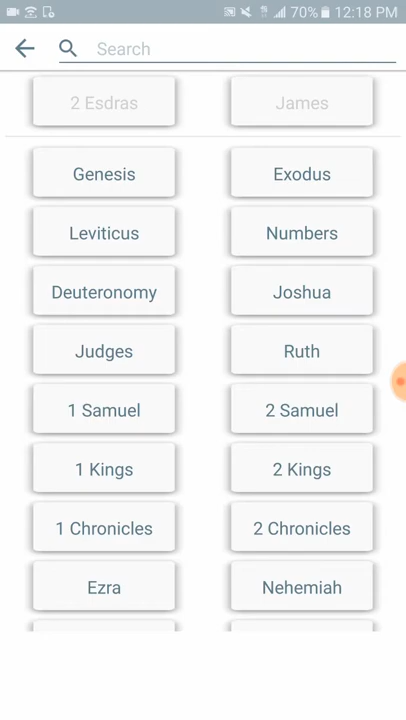 70% 12:18 PM
Search
2 Esdras James
Genesis Exodus
Leviticus Numbers
Deuteronomy Joshua
Judges Ruth
1 Samuel 2 Samuel
1 Kings 2 Kings
1 Chronicles 2 Chronicles
Ezra Nehemiah